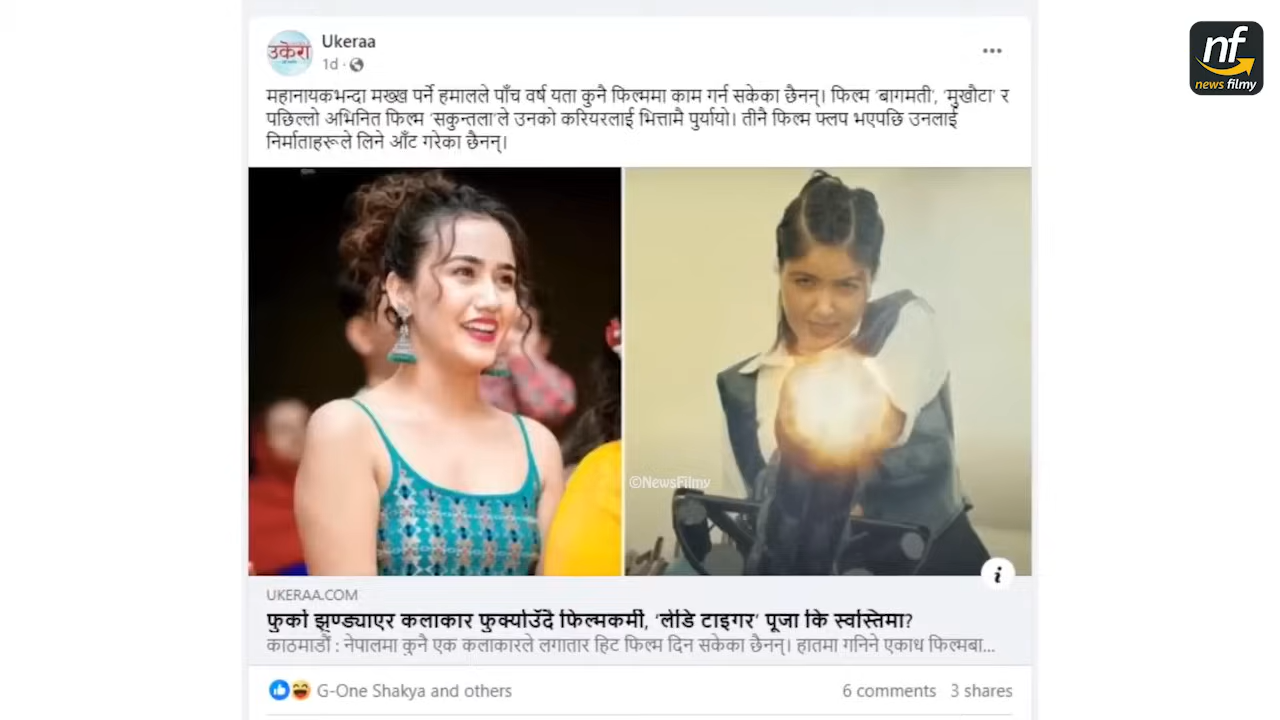 Ukeraa
nf
1d ·
news filmy
महानायकभन्दा मख्ख पर्ने हमालले पाँच वर्ष यता कुनै फिल्ममा काम गर्न सकेका छैनन्। फिल्म ‘बागमती’, ‘मुखौटा’ र
पछिल्लो अभिनित फिल्म ‘सकुन्तला’ले उनको करियरलाई भित्तामै पुर्यायो। तीनै फिल्म फ्लप भएपछि उनलाई
निर्माताहरूले लिने आँट गरेका छैनन्।
उकेरा
©NewsFilmy
UKERAA.COM
फुर्को झुण्ड्याएर कलाकार फुर्क्याउँदै फिल्मकर्मी, ‘लेडि टाइगर’ पूजा कि स्वस्तिमा?
काठमाडौं : नेपालमा कुनै एक कलाकारले लगातार हिट फिल्म दिन सकेका छैनन्। हातमा गनिने एकाध फिल्मबा...
G-One Shakya and others
6 comments 3 shares